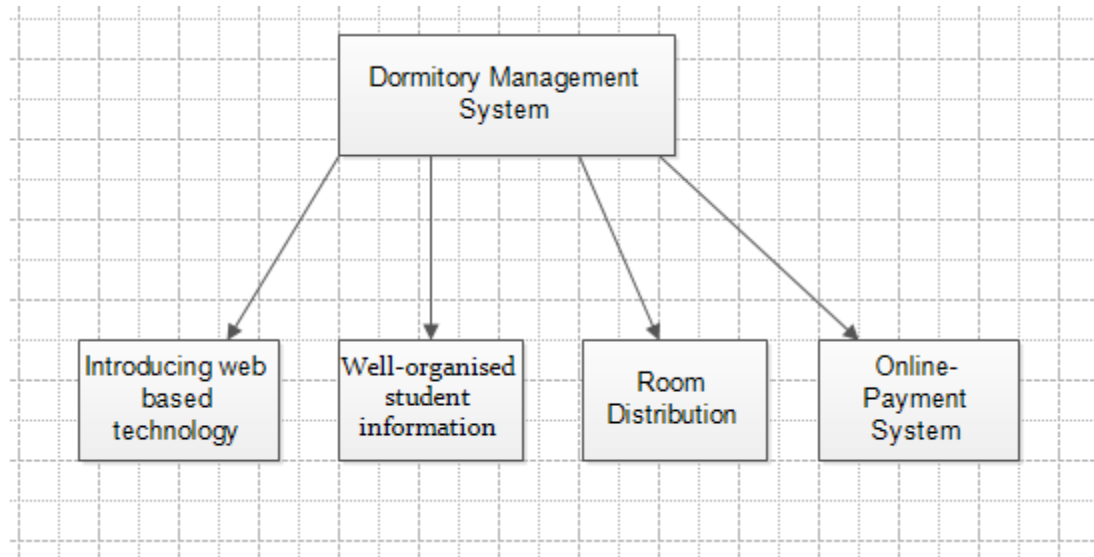 Dormitory Management
System
Introducing web
based
technology
Well-organised
student
information
Room
Distribution
Online-
Payment
System